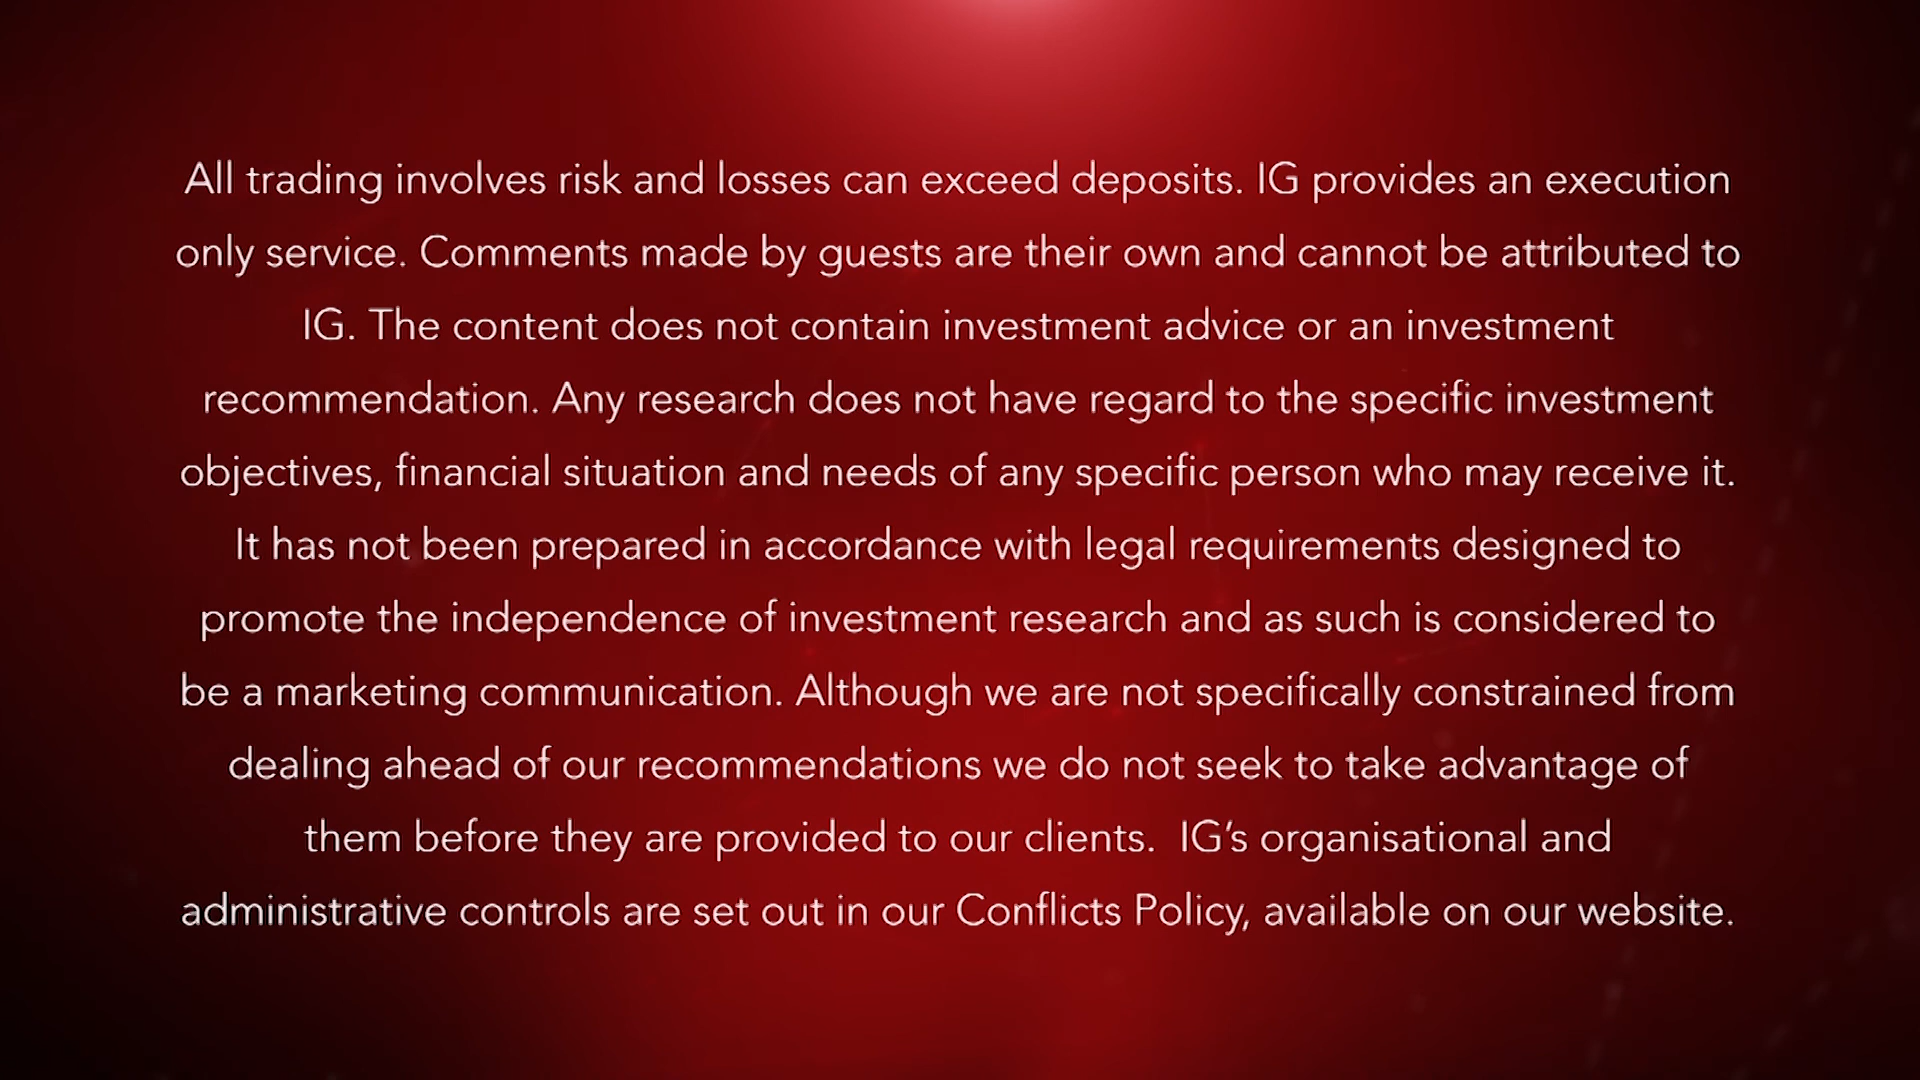 All trading involves risk and losses can exceed deposits. IG provides an execution
only service. Comments made by guests are their own and cannot be attributed to
IG. The content does not contain investment advice or an investment
recommendation. Any research does not have regard to the specific investment
objectives, financial situation and needs of any specific person who may receive it.
It has not been prepared in accordance with legal requirements designed to
promote the independence of investment research and as such is considered to
be a marketing communication. Although we are not specifically constrained from
dealing ahead of our recommendations we do not seek to take advantage of
them before they are provided to our clients.  IG’s organisational and
administrative controls are set out in our Conflicts Policy, available on our website.